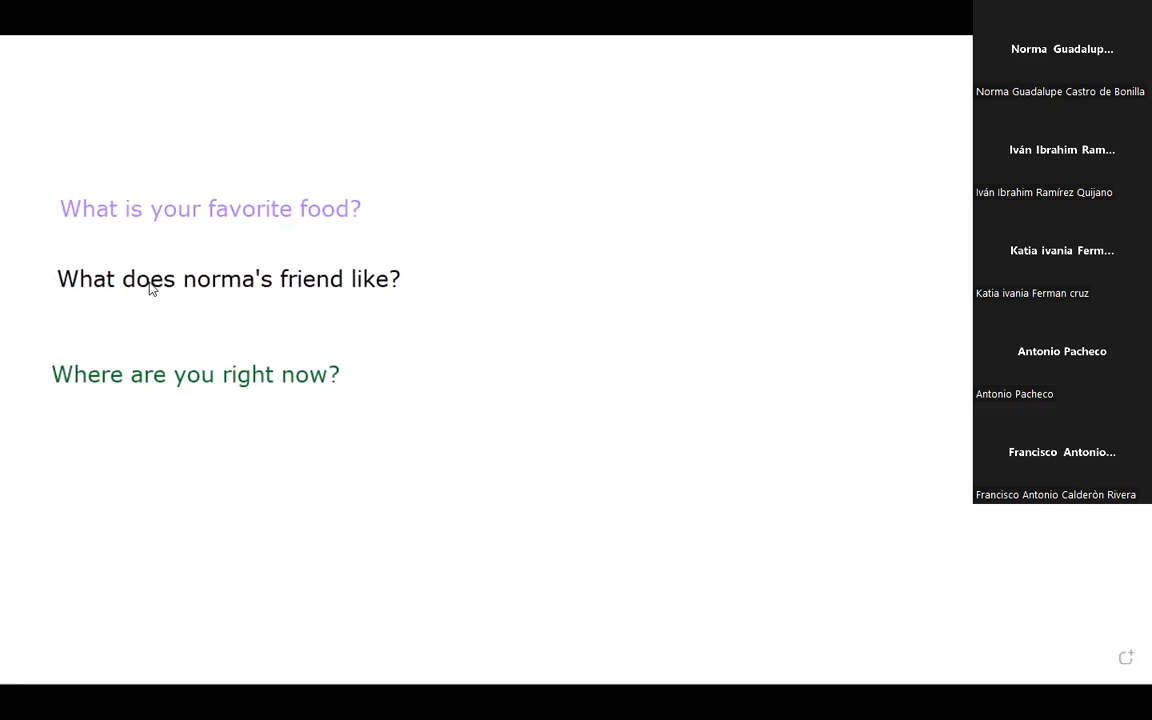 What is your favorite food?
What does norma's friend like?
Where are you right now?
Norma Guadalup...
Norma Guadalupe Castro de Bonilla
Iván Ibrahim Ram...
Iván Ibrahim Ramírez Quijano
Katia ivania Ferm...
Katia ivania Ferman cruz
Antonio Pacheco
Antonio Pacheco
Francisco Antonio...
Francisco Antonio Calderòn Rivera